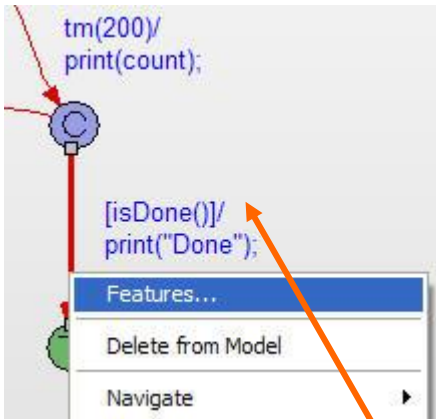 tm(200)/
print(count);
C
[isDone()]/
print("Done");
Features...
Delete from Model
Navigate